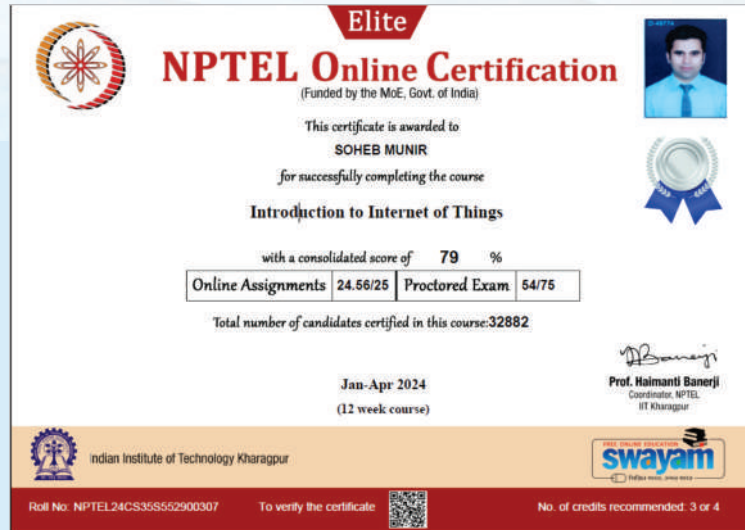 Elite
NPTEL Online Certification
(Funded by the MoE, Govt. of India)
This certificate is awarded to
SOHEB MUNIR
for successfully completing the course
Introduction to Internet of Things
with a consolidated score of 79 %
Online Assignments 24.56/25 Proctored Exam 54/75
Total number of candidates certified in this course:32882
Jan-Apr 2024
(12 week course)
Prof. Haimanti Banerji
Coordinator, NPTEL
IIT Kharagpur
Indian Institute of Technology Kharagpur
FREE ONLINE EDUCATION
swayam
Roll No: NPTEL24CS35S552900307 To verify the certificate No. of credits recommended: 3 or 4